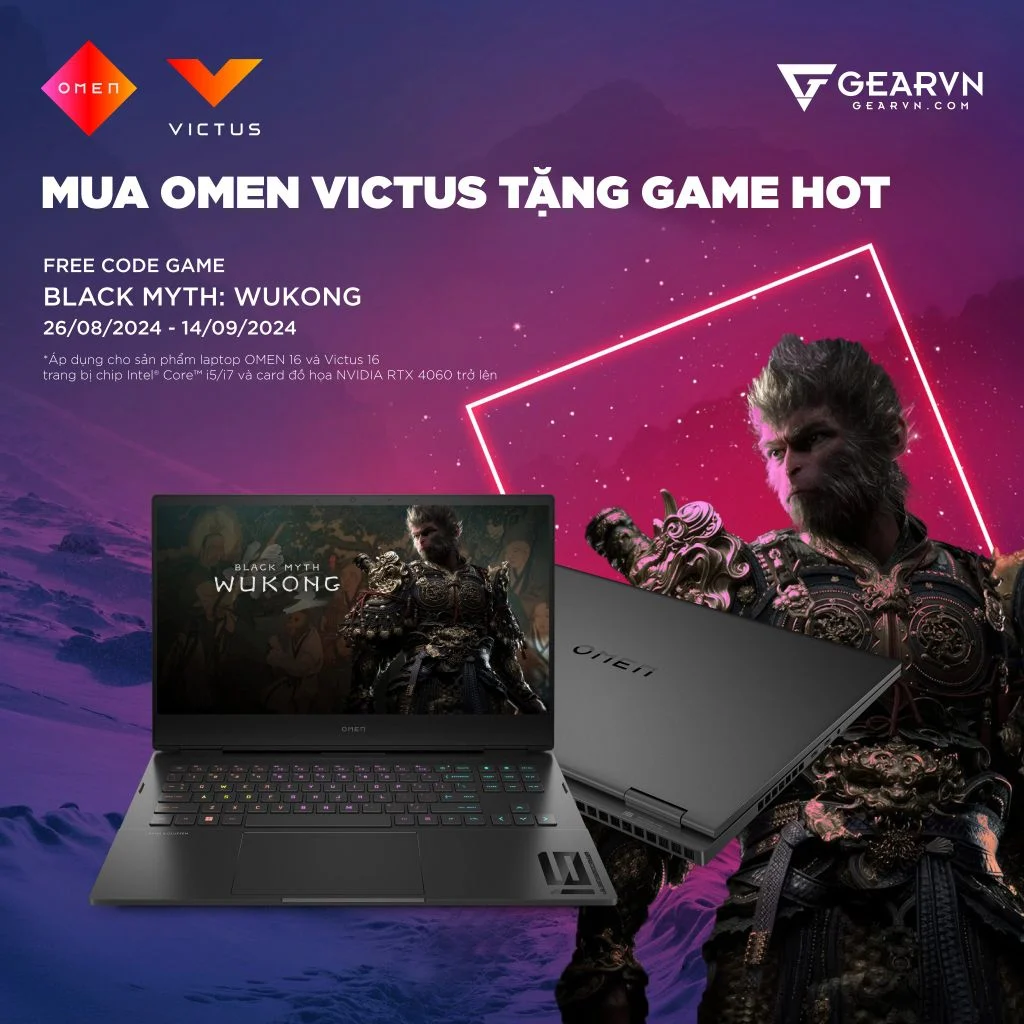 OMEN
VICTUS
GEARVN
GEARVN.COM
MUA OMEN VICTUS TẶNG GAME HOT
FREE CODE GAME
BLACK MYTH: WUKONG
26/08/2024 - 14/09/2024
*Áp dụng cho sản phẩm laptop OMEN 16 và Victus 16
trang bị chip Intel® Core™ i5/i7 và card đồ họa NVIDIA RTX 4060 trở lên
BLACK MYTH
WUKONG
OMEN
OMEN